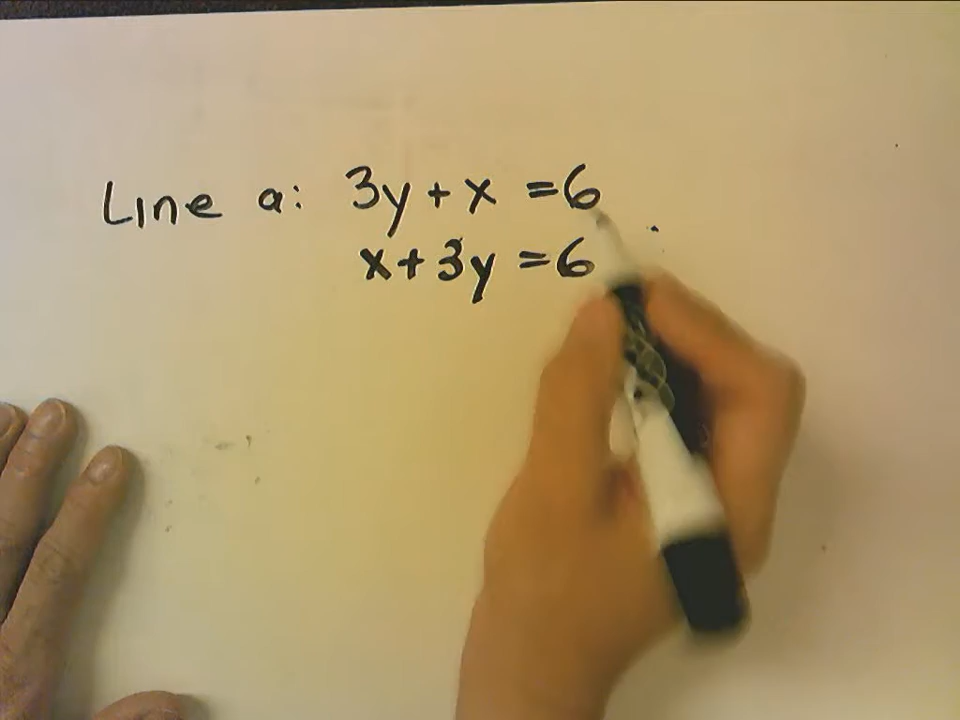 Line a: 3y + x = 6
x + 3y = 6